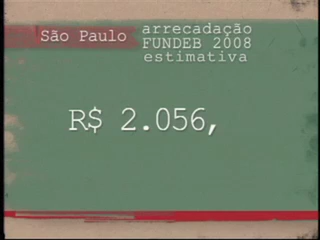 São Paulo
arrecadação
FUNDEB 2008
estimativa
R$ 2.056,